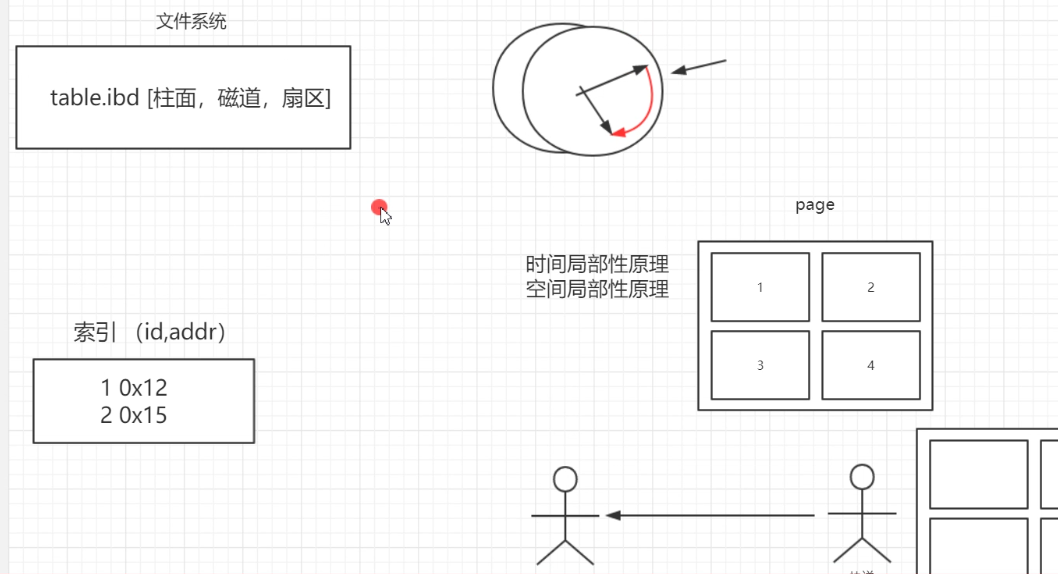 文件系统
table.ibd [柱面，磁道，扇区]
page
时间局部性原理
空间局部性原理
1
2
3
4
索引 （id,addr）
1 0x12
2 0x15